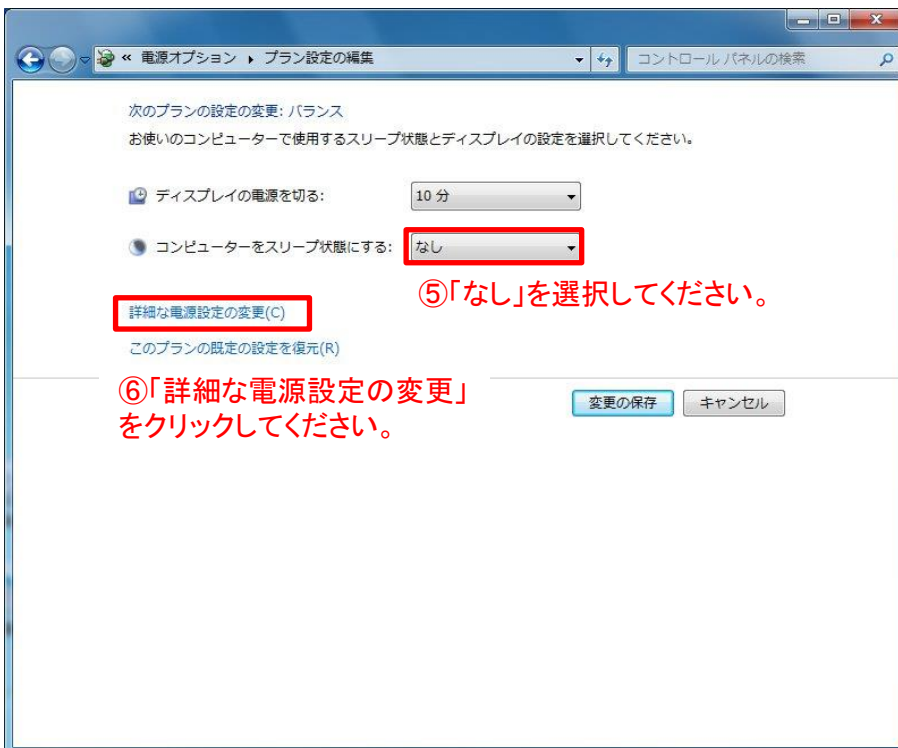 « 電源オプション ▸ プラン設定の編集
コントロール パネルの検索
次のプランの設定の変更: バランス
お使いのコンピューターで使用するスリープ状態とディスプレイの設定を選択してください。
ディスプレイの電源を切る: 10 分
コンピューターをスリープ状態にする: なし
⑤「なし」を選択してください。
詳細な電源設定の変更(C)
このプランの既定の設定を復元(R)
⑥「詳細な電源設定の変更」
をクリックしてください。
変更の保存 キャンセル